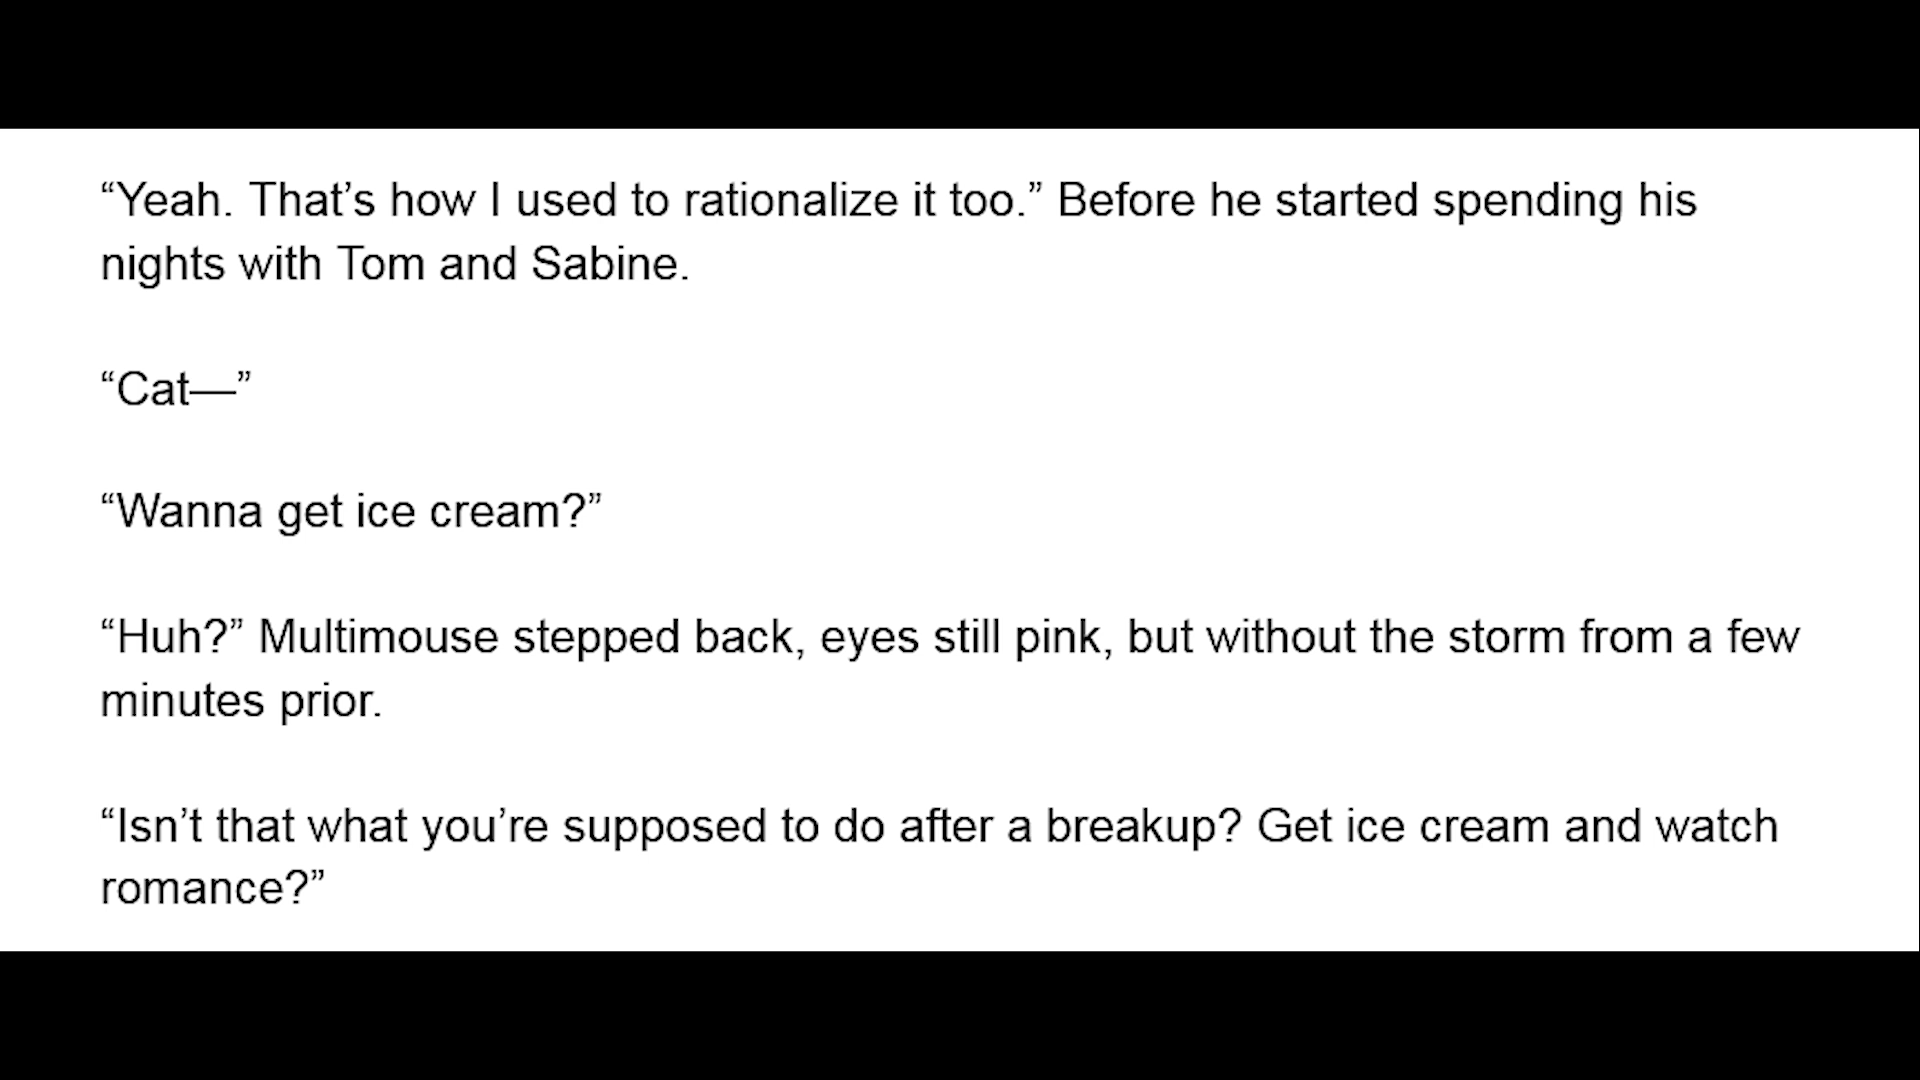 “Yeah. That’s how I used to rationalize it too.” Before he started spending his
nights with Tom and Sabine.
“Cat—”
“Wanna get ice cream?”
“Huh?” Multimouse stepped back, eyes still pink, but without the storm from a few
minutes prior.
“Isn’t that what you’re supposed to do after a breakup? Get ice cream and watch
romance?”